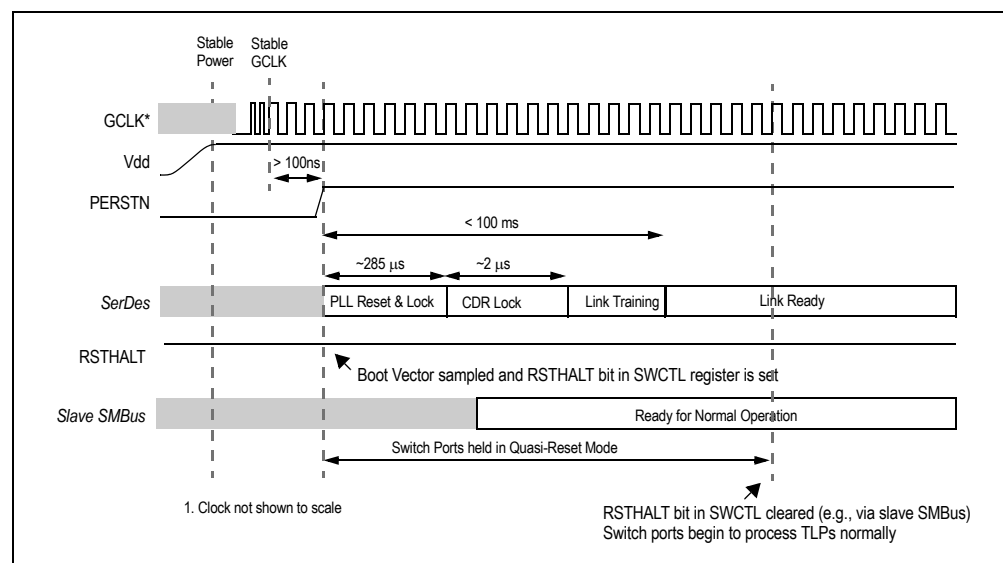 Stable Power
Stable GCLK
GCLK*
Vdd
> 100ns
PERSTN
< 100 ms
~285 μs
~2 μs
SerDes
PLL Reset & Lock
CDR Lock
Link Training
Link Ready
RSTHALT
Boot Vector sampled and RSTHALT bit in SWCTL register is set
Slave SMBus
Ready for Normal Operation
Switch Ports held in Quasi-Reset Mode
1. Clock not shown to scale
RSTHALT bit in SWCTL cleared (e.g., via slave SMBus)
Switch ports begin to process TLPs normally